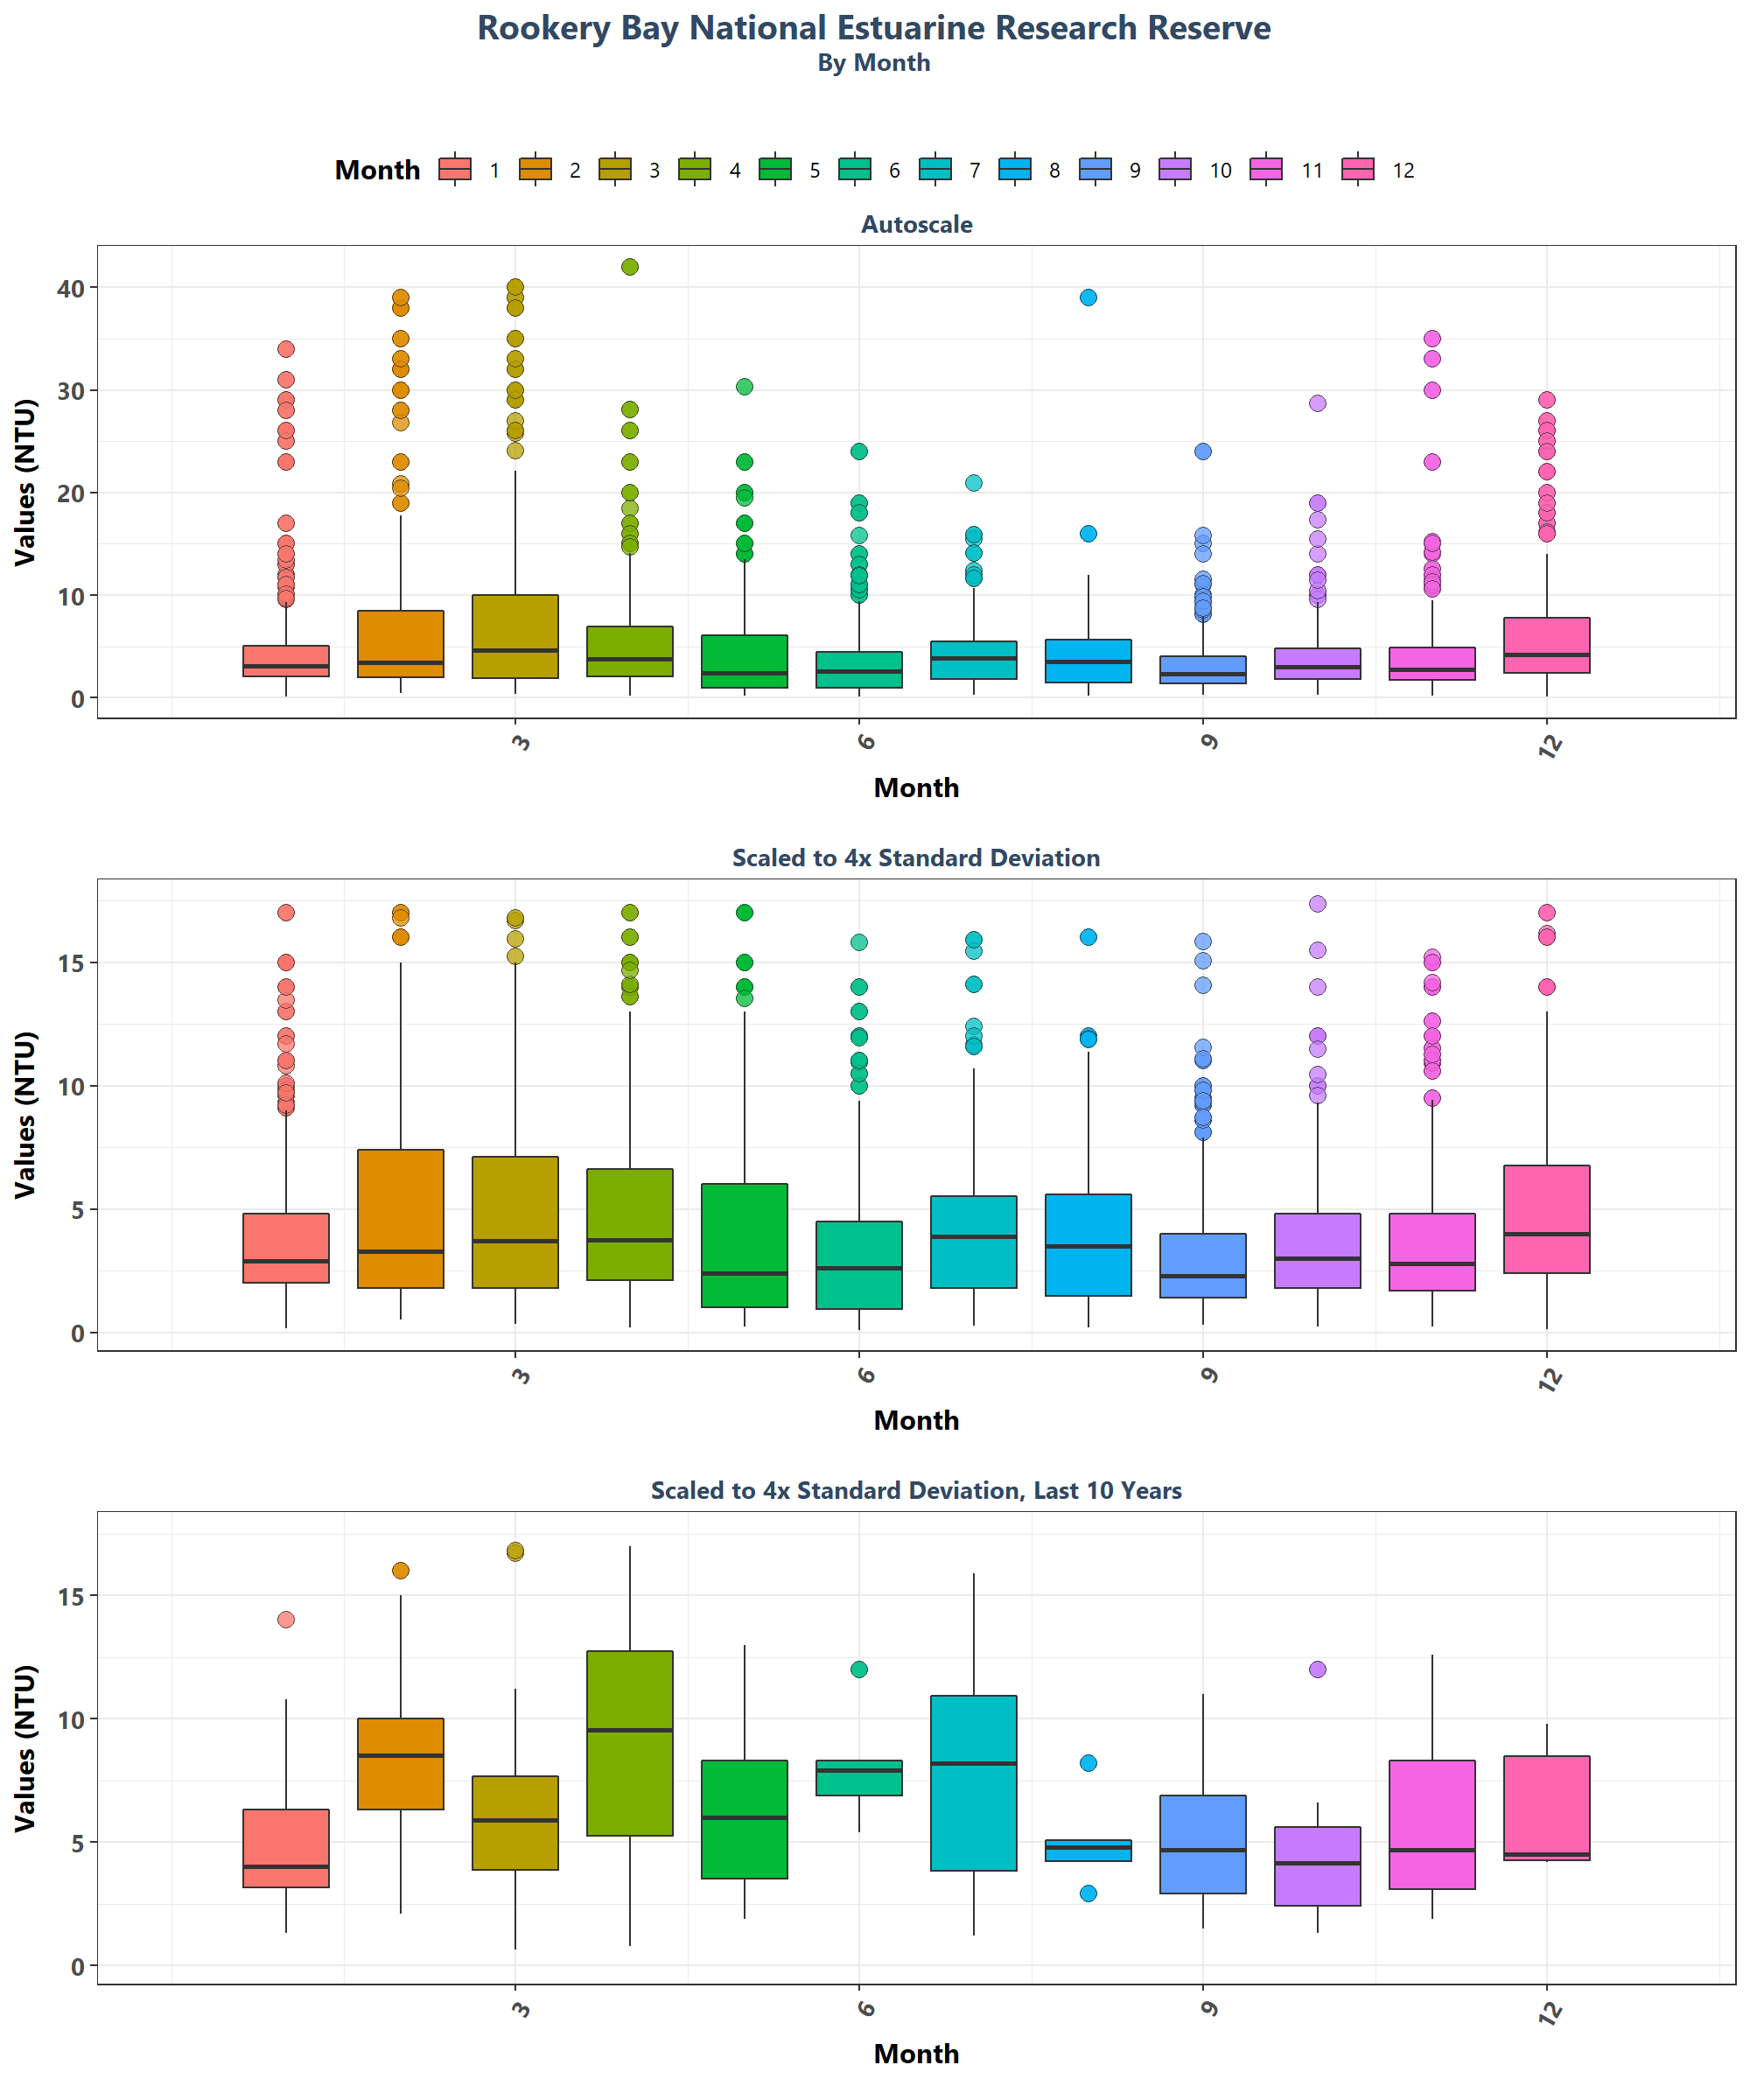 Rookery Bay National Estuarine Research Reserve
By Month
Month 1 2 3 4 5 6 7 8 9 10 11 12
Autoscale
Values (NTU)
40
30
20
10
0
3 6 9 12
Month
Scaled to 4x Standard Deviation
Values (NTU)
15
10
5
0
3 6 9 12
Month
Scaled to 4x Standard Deviation, Last 10 Years
Values (NTU)
15
10
5
0
3 6 9 12
Month